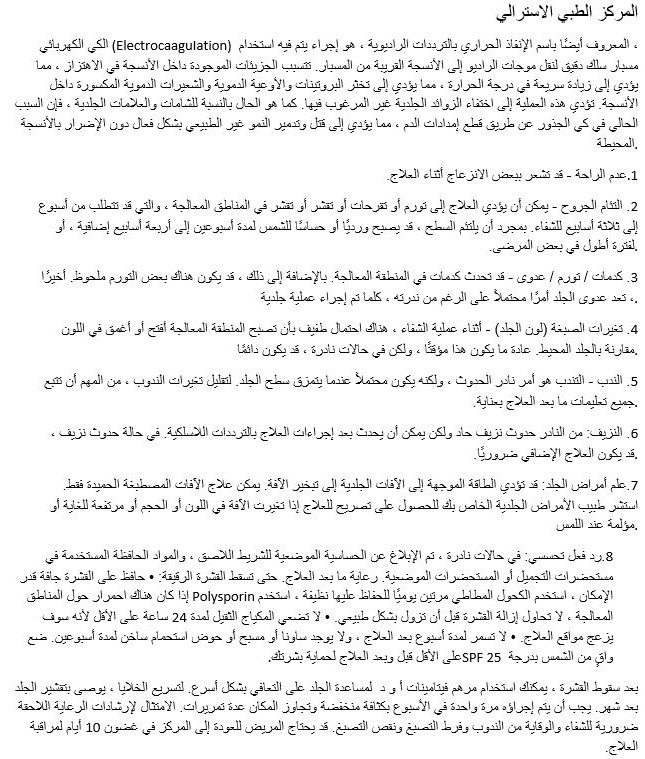 المركز الطبي الاسترالي
، المعروف أيضًا باسم الإنفاذ الحراري بالترددات الراديوية ، هو إجراء يتم فيه استخدام (Electrocaagulation) الكي الكهربائي
مسبار سلك دقيق لنقل موجات الراديو إلى الأنسجة القريبة من المسبار. تتسبب الجزيئات الموجودة داخل الأنسجة في الاهتزاز ، مما
يؤدي إلى زيادة سريعة في درجة الحرارة ، مما يؤدي إلى تخثر البروتينات والأوعية الدموية والشعيرات الدموية المكسورة داخل
الأنسجة. تؤدي هذه العملية إلى اختفاء الزوائد الجلدية غير المرغوب فيها. كما هو الحال بالنسبة للشامات والعلامات الجلدية ، فإن السبب
الحالي في كي الجذور عن طريق قطع إمدادات الدم ، مما يؤدي إلى قتل وتدمير النمو غير الطبيعي بشكل فعال دون الإضرار بالأنسجة
.المحيطة
1.عدم الراحة - قد تشعر ببعض الانزعاج أثناء العلاج.
2. التئام الجروح - يمكن أن يؤدي العلاج إلى تورم أو تقرحات أو تقشر أو تقشر في المناطق المعالجة ، والتي قد تتطلب من أسبوع
إلى ثلاثة أسابيع للشفاء. بمجرد أن يلتئم السطح ، قد يصبح ورديًا أو حساسًا للشمس لمدة أسبوعين إلى أربعة أسابيع إضافية ، أو
.لفترة أطول في بعض المرضى
3. كدمات / تورم / عدوى - قد تحدث كدمات في المنطقة المعالجة. بالإضافة إلى ذلك ، قد يكون هناك بعض التورم ملحوظ. أخيرًا
.، تعد عدوى الجلد أمرًا محتملاً على الرغم من ندرته ، كلما تم إجراء عملية جلدية
4. تغيرات الصبغة (لون الجلد) - أثناء عملية الشفاء ، هناك احتمال طفيف بأن تصبح المنطقة المعالجة أفتح أو أغمق في اللون
.مقارنة بالجلد المحيط. عادة ما يكون هذا مؤقتًا ، ولكن في حالات نادرة ، قد يكون دائمًا
5. الندب - التندب هو أمر نادر الحدوث ، ولكنه يكون محتملاً عندما يتمزق سطح الجلد. لتقليل تغيرات الندوب ، من المهم أن تتبع
.جميع تعليمات ما بعد العلاج بعناية
6. النزيف: من النادر حدوث نزيف حاد ولكن يمكن أن يحدث بعد إجراءات العلاج بالترددات اللاسلكية. في حالة حدوث نزيف ،
.قد يكون العلاج الإضافي ضروريًا
7.علم أمراض الجلد: قد تؤدي الطاقة الموجهة إلى الآفات الجلدية إلى تبخير الآفة. يمكن علاج الآفات المصطبغة الحميدة فقط.
استشر طبيب الأمراض الجلدية الخاص بك للحصول على تصريح للعلاج إذا تغيرت الآفة في اللون أو الحجم أو مرتفعة للغاية أو
.مؤلمة عند اللمس
8.رد فعل تحسسي: في حالات نادرة ، تم الإبلاغ عن الحساسية الموضعية للشريط اللاصق ، والمواد الحافظة المستخدمة في
مستحضرات التجميل أو المستحضرات الموضعية. رعاية ما بعد العلاج. حتى تسقط القشرة الرقيقة: • حافظ على القشرة جافة قدر
الإمكان ، استخدم الكحول المطاطي مرتين يوميًا للحفاظ عليها نظيفة ، استخدم Polysporin إذا كان هناك احمرار حول المناطق
المعالجة ، لا تحاول إزالة القشرة قبل أن تزول بشكل طبيعي. • لا تضعي المكياج الثقيل لمدة 24 ساعة على الأقل لأنه سوف
يزعج مواقع العلاج. • لا تسمر لمدة أسبوع بعد العلاج ، ولا يوجد ساونا أو مسبح أو حوض استحمام ساخن لمدة أسبوعين. ضع
واقٍ من الشمس بدرجة SPF 25على الأقل قبل وبعد العلاج لحماية بشرتك.
بعد سقوط القشرة ، يمكنك استخدام مرهم فيتامينات أ و د لمساعدة الجلد على التعافي بشكل أسرع. لتسريع الخلايا ، يوصى بتقشير الجلد
بعد شهر. يجب أن يتم إجراؤه مرة واحدة في الأسبوع بكثافة منخفضة وتجاوز المكان عدة تمريرات. الامتثال لإرشادات الرعاية اللاحقة
ضرورية للشفاء والوقاية من الندوب وفرط التصبغ ونقص التصبغ. قد يحتاج المريض للعودة إلى المركز في غضون 10 أيام لمراقبة
العلاج.